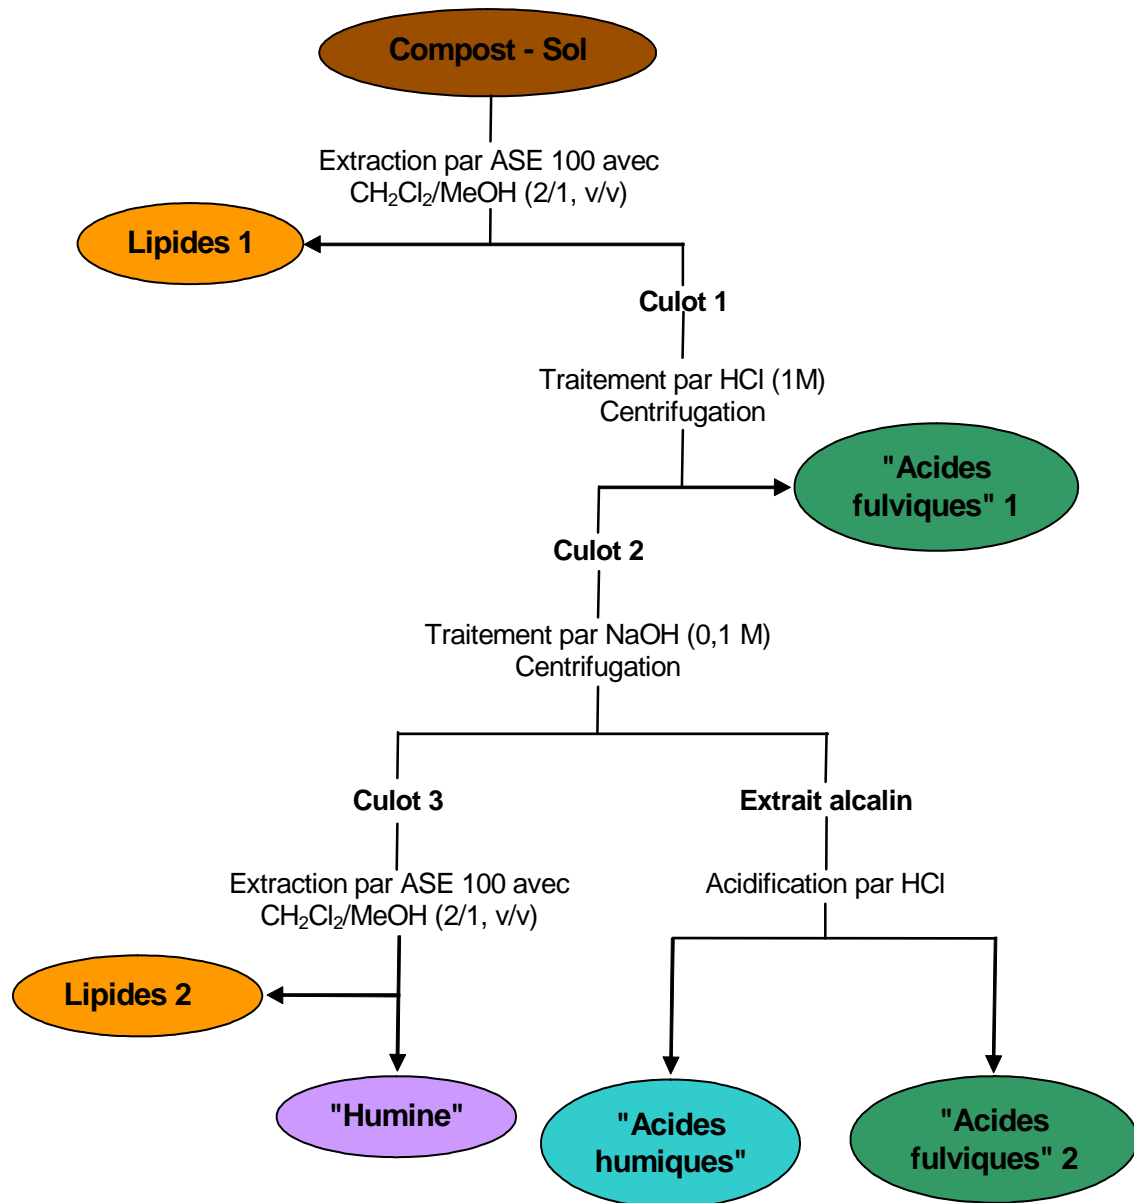 Compost - Sol
Extraction par ASE 100 avec
CH₂Cl₂/MeOH (2/1, v/v)
Lipides 1
Culot 1
Traitement par HCl (1M)
Centrifugation
"Acides
fulviques" 1
Culot 2
Traitement par NaOH (0,1 M)
Centrifugation
Culot 3
Extrait alcalin
Extraction par ASE 100 avec
CH₂Cl₂/MeOH (2/1, v/v)
Acidification par HCl
Lipides 2
"Humine"
"Acides
humiques"
"Acides
fulviques" 2